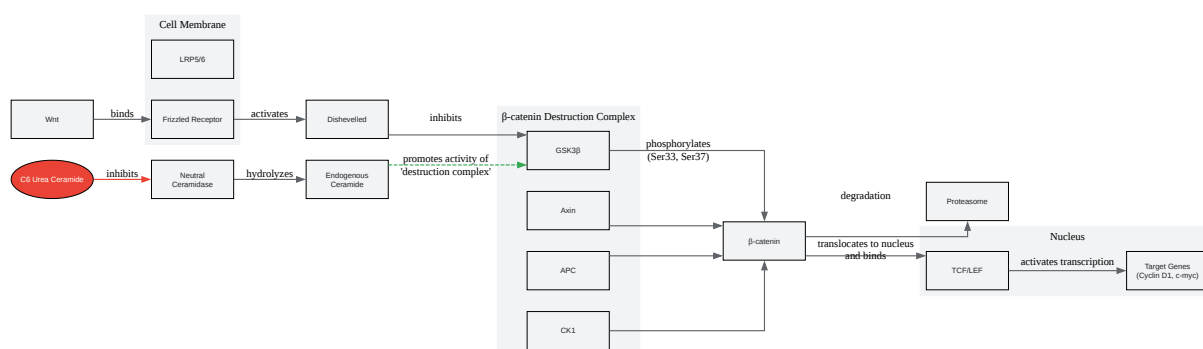 Cell Membrane
LRP5/6
Wnt
binds
Frizzled Receptor
activates
Dishevelled
inhibits
C6 Urea Ceramide
inhibits
Neutral
Ceramidase
hydrolyzes
Endogenous
Ceramide
promotes activity of
'destruction complex'
β-catenin Destruction Complex
GSK3β
phosphorylates
(Ser33, Ser37)
Axin
APC
CK1
β-catenin
degradation
Proteasome
translocates to nucleus
and binds
Nucleus
TCF/LEF
activates transcription
Target Genes
(Cyclin D1, c-myc)